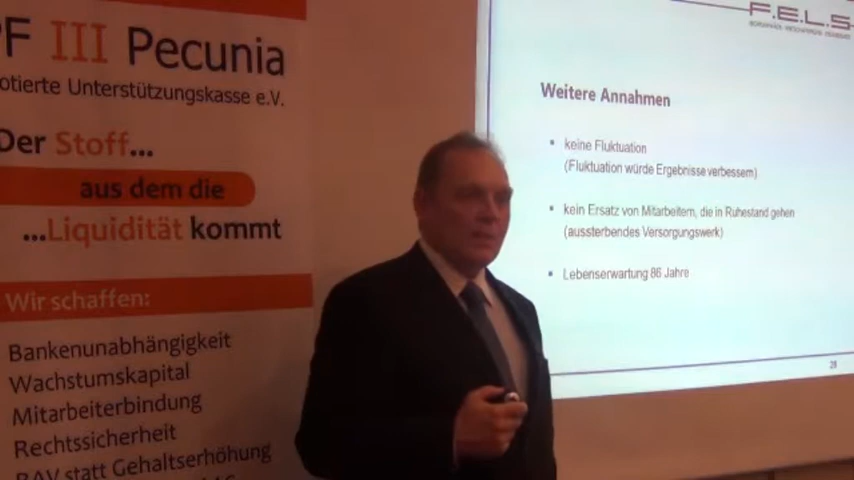 PF III Pecunia
otierte Unterstützungskasse e.V.
Der Stoff...
aus dem die
...Liquidität kommt
Wir schaffen:
Bankenunabhängigkeit
Wachstumskapital
Mitarbeiterbindung
Rechtssicherheit
BAV statt Gehaltserhöhung
F.E.L.S
Weitere Annahmen
▪ keine Fluktuation
(Fluktuation würde Ergebnisse verbessern)
▪ kein Ersatz von Mitarbeitern, die in Ruhestand gehen
(aussterbendes Versorgungswerk)
▪ Lebenserwartung 86 Jahre
28